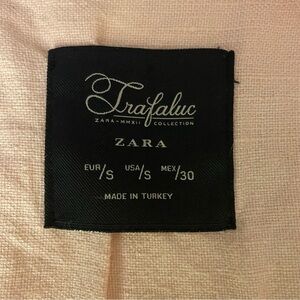 Trafaluc
ZARA-MMXII COLLECTION
ZARA
EUR/S USA/S MEX/30
MADE IN TURKEY